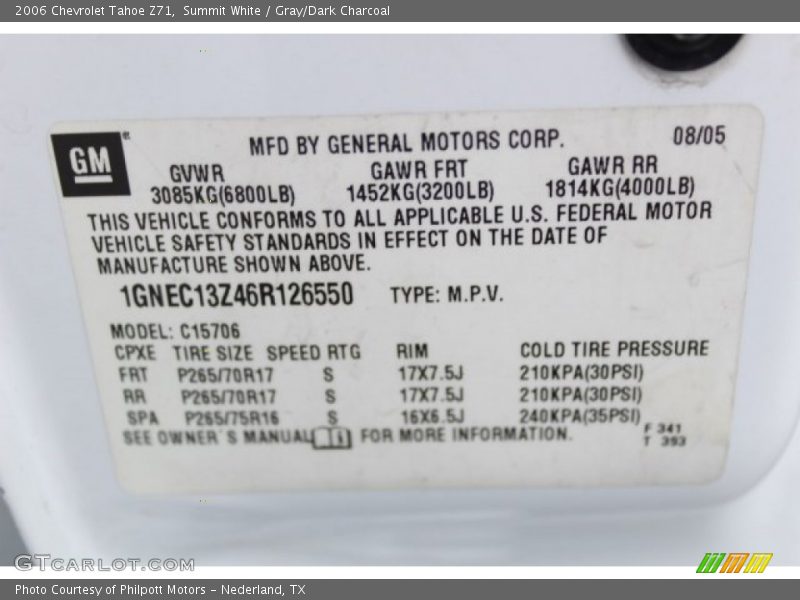 2006 Chevrolet Tahoe Z71, Summit White / Gray/Dark Charcoal
GM®
MFD BY GENERAL MOTORS CORP. 08/05
GVWR GAWR FRT GAWR RR
3085KG(6800LB) 1452KG(3200LB) 1814KG(4000LB)
THIS VEHICLE CONFORMS TO ALL APPLICABLE U.S. FEDERAL MOTOR
VEHICLE SAFETY STANDARDS IN EFFECT ON THE DATE OF
MANUFACTURE SHOWN ABOVE.
1GNEC13Z46R126550 TYPE: M.P.V.
MODEL: C15706
CPXE TIRE SIZE SPEED RTG RIM COLD TIRE PRESSURE
FRT P265/70R17 S 17X7.5J 210KPA(30PSI)
RR P265/70R17 S 17X7.5J 210KPA(30PSI)
SPA P265/75R16 S 16X6.5J 240KPA(35PSI)
SEE OWNER'S MANUAL FOR MORE INFORMATION.
F 341
T 393
GTCARLOT.COM
Photo Courtesy of Philpott Motors - Nederland, TX